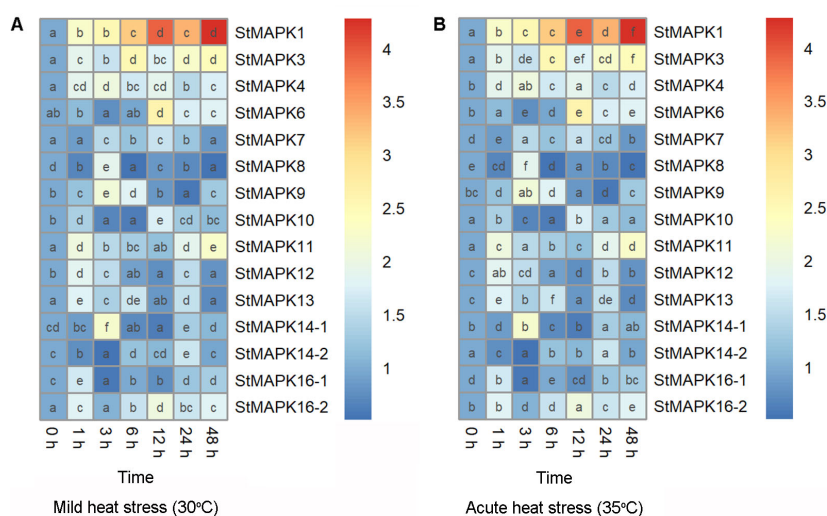 A
a b b c d c d StMAPK1
a c b d bc d d StMAPK3
a cd d bc cd b c StMAPK4
ab b a ab d c c StMAPK6
a a c b c b a StMAPK7
d b e a c b a StMAPK8
b c e d b a c StMAPK9
b d a a e cd bc StMAPK10
a d b bc ab d e StMAPK11
b d c ab a c a StMAPK12
a e c de ab d a StMAPK13
cd bc f ab a e d StMAPK14-1
c b a d cd e c StMAPK14-2
c e a b b d d StMAPK16-1
a c a b d bc c StMAPK16-2
0 h 1 h 3 h 6 h 12 h 24 h 48 h
Time
Mild heat stress (30ºC)
4
3.5
3
2.5
2
1.5
1
B
a b c c e d f StMAPK1
a b de c ef cd f StMAPK3
b d ab c a c d StMAPK4
b a e d e c e StMAPK6
d e a c a cd b StMAPK7
e cd f d a b c StMAPK8
bc d ab d a d c StMAPK9
a b c a b a a StMAPK10
a c a b c d d StMAPK11
c ab cd a d b b StMAPK12
c e b f a de d StMAPK13
c d b c b a ab StMAPK14-1
a c a b b a b StMAPK14-2
d b a e cd b bc StMAPK16-1
b b d d a c e StMAPK16-2
0 h 1 h 3 h 6 h 12 h 24 h 48 h
Time
Acute heat stress (35ºC)
4
3.5
3
2.5
2
1.5
1